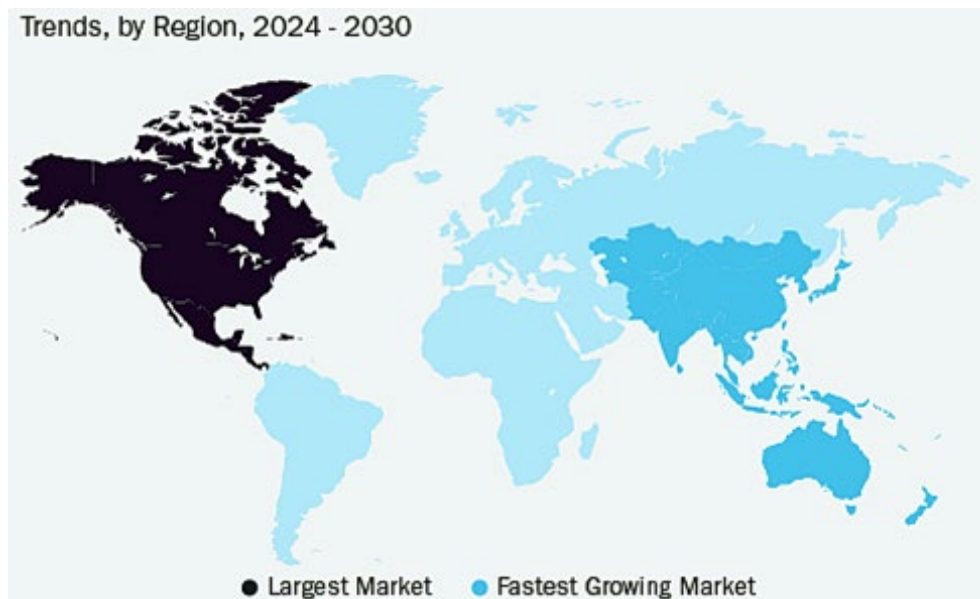 Trends, by Region, 2024 - 2030
Largest Market
Fastest Growing Market